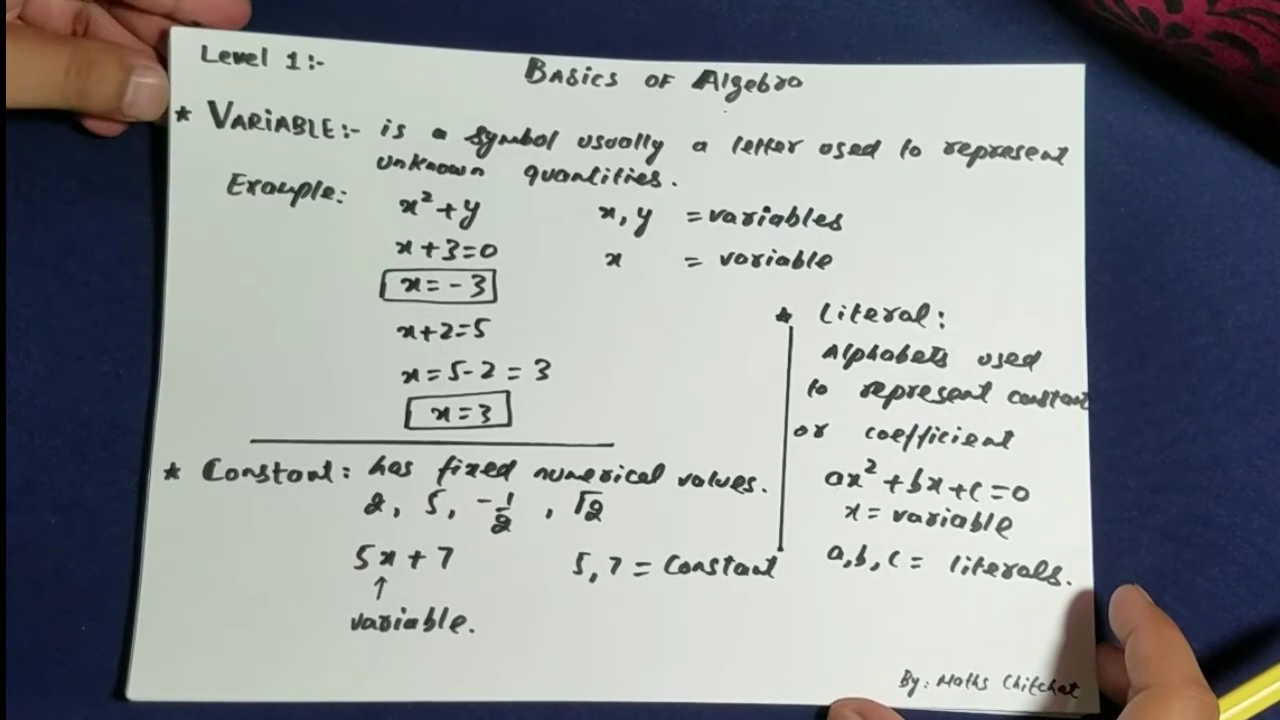 Level 1:-
Basics of Algebra
* VARIABLE:- is a symbol usually a letter used to represent
unknown quantities.
Example:
x²+y
x, y = variables
x+3=0
x = variable
x=-3
x+2=5
x=5-2=3
x=3
* Constant: has fixed numerical values.
2, 5, -1/2, √2
5x+7
5, 7 = Constant
↑
variable.
* Literal:
Alphabets used
to represent constant
or coefficient
ax²+bx+c=0
x = variable
a, b, c = literals.
By: Maths Chitchat